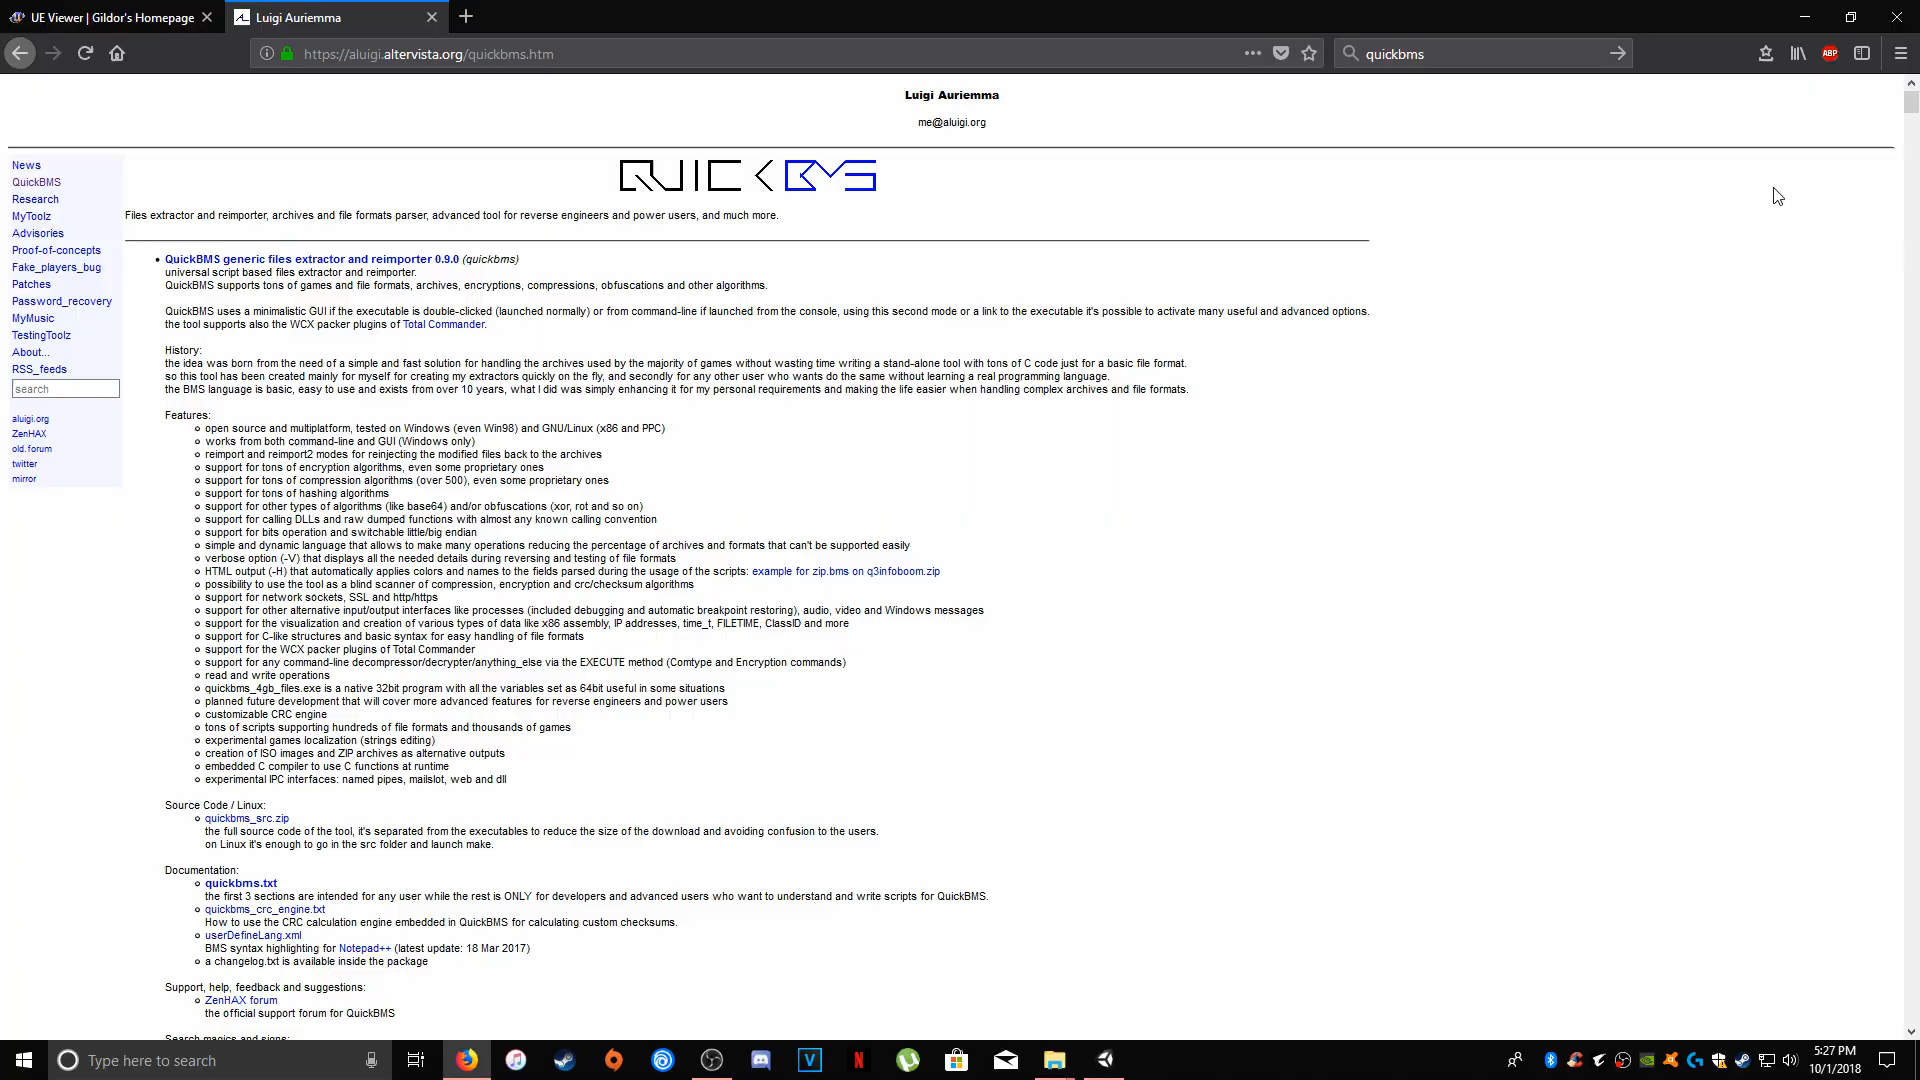 UE Viewer | Gildor's Homepage
Luigi Auriemma
https://aluigi.altervista.org/quickbms.htm
quickbms
ABP
Luigi Auriemma
me@aluigi.org
News
QuickBMS
Research
MyToolz
Advisories
Proof-of-concepts
Fake_players_bug
Patches
Password_recovery
MyMusic
TestingToolz
About...
RSS_feeds
search
aluigi.org
ZenHAX
old.forum
twitter
mirror
QUICKBMS
Files extractor and reimporter, archives and file formats parser, advanced tool for reverse engineers and power users, and much more.
QuickBMS generic files extractor and reimporter 0.9.0 (quickbms)
universal script based files extractor and reimporter.
QuickBMS supports tons of games and file formats, archives, encryptions, compressions, obfuscations and other algorithms.
QuickBMS uses a minimalistic GUI if the executable is double-clicked (launched normally) or from command-line if launched from the console, using this second mode or a link to the executable it's possible to activate many useful and advanced options.
the tool supports also the WCX packer plugins of Total Commander.
History:
the idea was born from the need of a simple and fast solution for handling the archives used by the majority of games without wasting time writing a stand-alone tool with tons of C code just for a basic file format.
so this tool has been created mainly for myself for creating my extractors quickly on the fly, and secondly for any other user who wants do the same without learning a real programming language.
the BMS language is basic, easy to use and exists from over 10 years, what I did was simply enhancing it for my personal requirements and making the life easier when handling complex archives and file formats.
Features:
open source and multiplatform, tested on Windows (even Win98) and GNU/Linux (x86 and PPC)
works from both command-line and GUI (Windows only)
reimport and reimport2 modes for reinjecting the modified files back to the archives
support for tons of encryption algorithms, even some proprietary ones
support for tons of compression algorithms (over 500), even some proprietary ones
support for tons of hashing algorithms
support for other types of algorithms (like base64) and/or obfuscations (xor, rot and so on)
support for calling DLLs and raw dumped functions with almost any known calling convention
support for bits operation and switchable little/big endian
simple and dynamic language that allows to make many operations reducing the percentage of archives and formats that can't be supported easily
verbose option (-V) that displays all the needed details during reversing and testing of file formats
HTML output (-H) that automatically applies colors and names to the fields parsed during the usage of the scripts: example for zip.bms on q3infoboom.zip
possibility to use the tool as a blind scanner of compression, encryption and crc/checksum algorithms
support for network sockets, SSL and http/https
support for other alternative input/output interfaces like processes (included debugging and automatic breakpoint restoring), audio, video and Windows messages
support for the visualization and creation of various types of data like x86 assembly, IP addresses, time_t, FILETIME, ClassID and more
support for C-like structures and basic syntax for easy handling of file formats
support for the WCX packer plugins of Total Commander
support for any command-line decompressor/decrypter/anything_else via the EXECUTE method (Comtype and Encryption commands)
read and write operations
quickbms_4gb_files.exe is a native 32bit program with all the variables set as 64bit useful in some situations
planned future development that will cover more advanced features for reverse engineers and power users
customizable CRC engine
tons of scripts supporting hundreds of file formats and thousands of games
experimental games localization (strings editing)
creation of ISO images and ZIP archives as alternative outputs
embedded C compiler to use C functions at runtime
experimental IPC interfaces: named pipes, mailslot, web and dll
Source Code / Linux:
quickbms_src.zip
the full source code of the tool, it's separated from the executables to reduce the size of the download and avoiding confusion to the users.
on Linux it's enough to go in the src folder and launch make.
Documentation:
quickbms.txt
the first 3 sections are intended for any user while the rest is ONLY for developers and advanced users who want to understand and write scripts for QuickBMS.
quickbms_crc_engine.txt
How to use the CRC calculation engine embedded in QuickBMS for calculating custom checksums.
userDefineLang.xml
BMS syntax highlighting for Notepad++ (latest update: 18 Mar 2017)
a changelog.txt is available inside the package
Support, help, feedback and suggestions:
ZenHAX forum
the official support forum for QuickBMS
Search magics and signs:
Type here to search
5:27 PM
10/1/2018